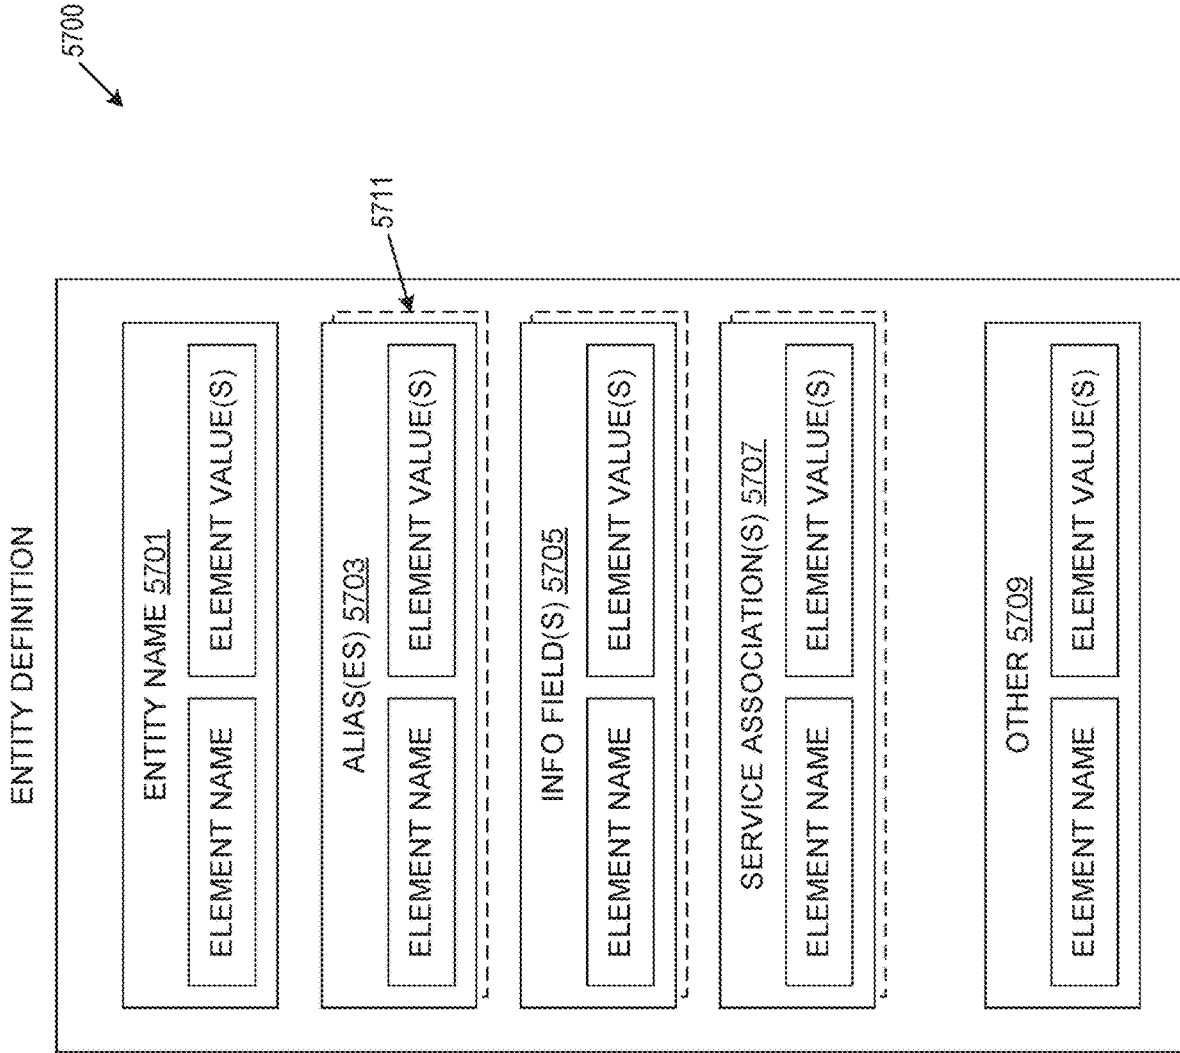 5700
ENTITY DEFINITION
ENTITY NAME 5701
ELEMENT NAME
ELEMENT VALUE(S)
5711
ALIAS(ES) 5703
ELEMENT NAME
ELEMENT VALUE(S)
INFO FIELD(S) 5705
ELEMENT NAME
ELEMENT VALUE(S)
SERVICE ASSOCIATION(S) 5707
ELEMENT NAME
ELEMENT VALUE(S)
OTHER 5709
ELEMENT NAME
ELEMENT VALUE(S)